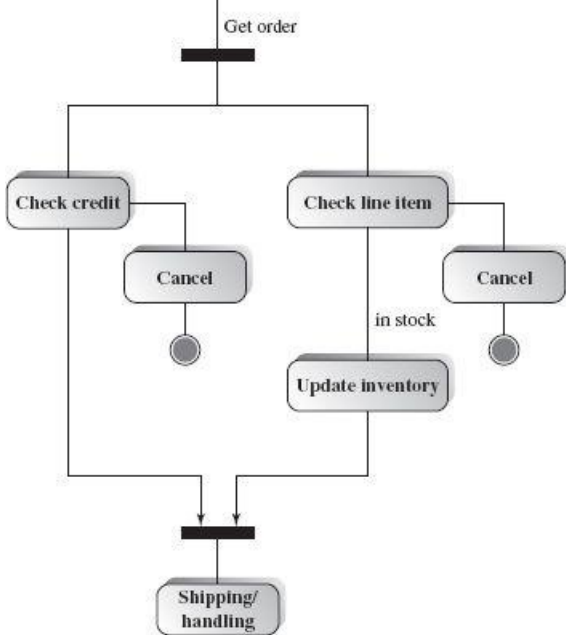 Get order
Check credit
Check line item
Cancel
Cancel
in stock
Update inventory
Shipping/
handling